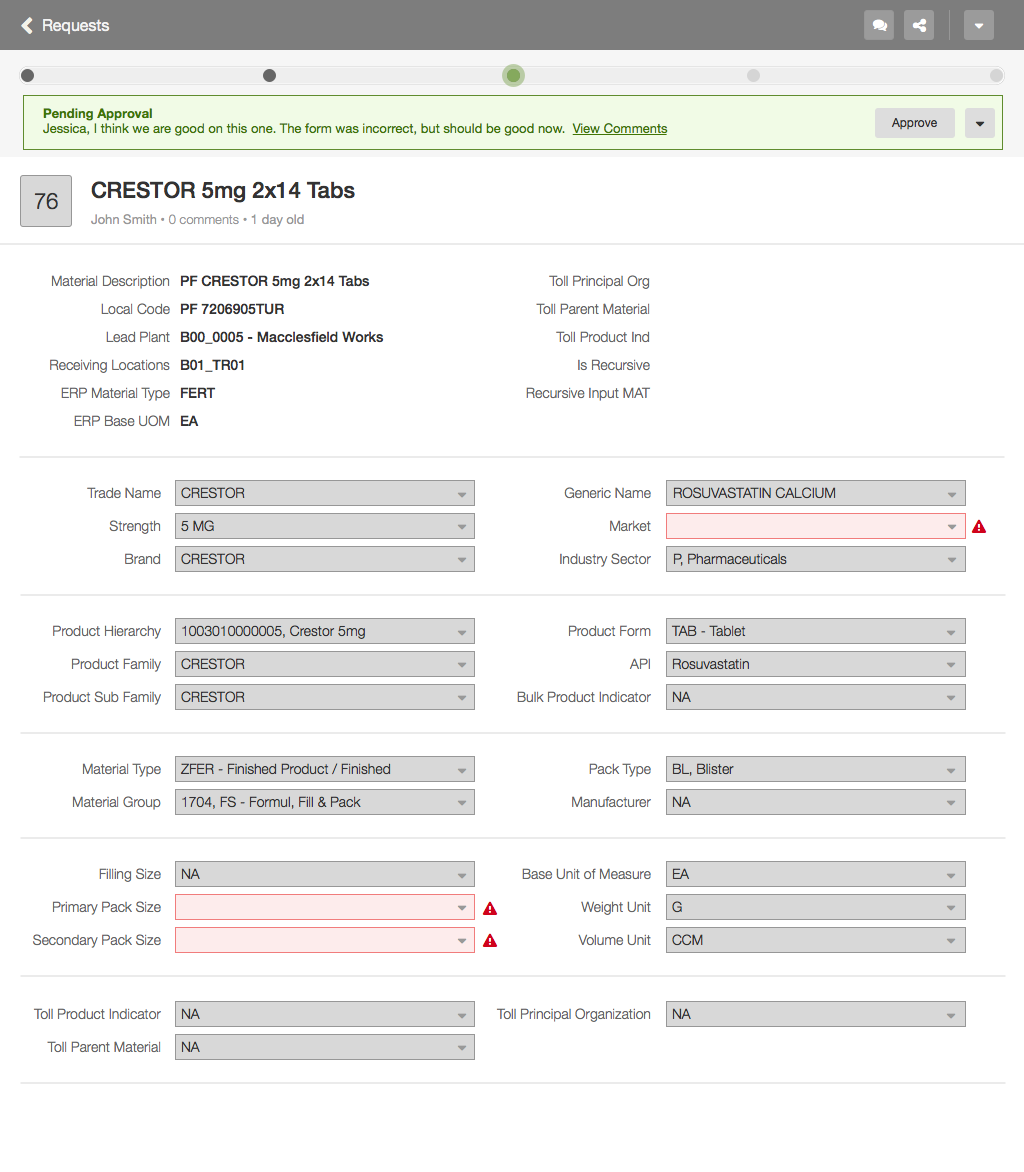 Requests
Pending Approval
Jessica, I think we are good on this one. The form was incorrect, but should be good now. View Comments
Approve
76
CRESTOR 5mg 2x14 Tabs
John Smith • 0 comments • 1 day old
Material Description PF CRESTOR 5mg 2x14 Tabs
Local Code PF 7206905TUR
Lead Plant B00_0005 - Macclesfield Works
Receiving Locations B01_TR01
ERP Material Type FERT
ERP Base UOM EA
Toll Principal Org
Toll Parent Material
Toll Product Ind
Is Recursive
Recursive Input MAT
Trade Name CRESTOR
Strength 5 MG
Brand CRESTOR
Generic Name ROSUVASTATIN CALCIUM
Market
Industry Sector P, Pharmaceuticals
Product Hierarchy 1003010000005, Crestor 5mg
Product Family CRESTOR
Product Sub Family CRESTOR
Product Form TAB - Tablet
API Rosuvastatin
Bulk Product Indicator NA
Material Type ZFER - Finished Product / Finished
Material Group 1704, FS - Formul, Fill & Pack
Pack Type BL, Blister
Manufacturer NA
Filling Size NA
Primary Pack Size
Secondary Pack Size
Base Unit of Measure EA
Weight Unit G
Volume Unit CCM
Toll Product Indicator NA
Toll Parent Material NA
Toll Principal Organization NA